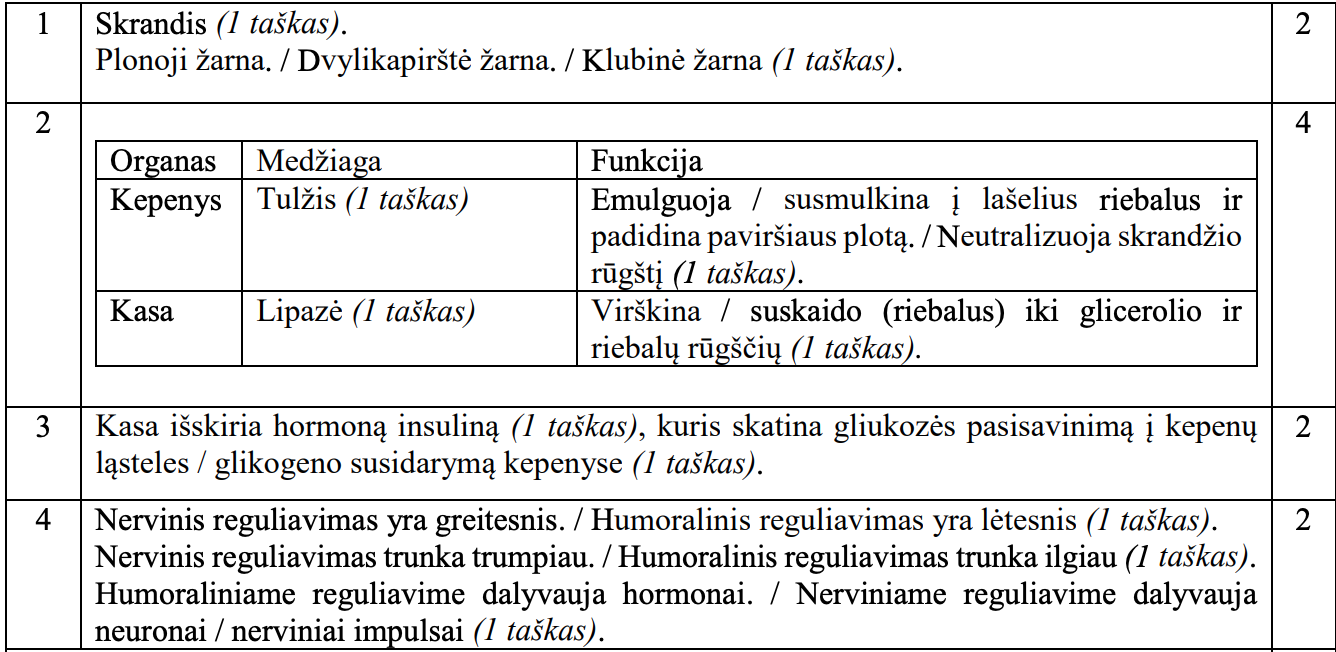 1 Skrandis (1 taškas). 2
Plonoji žarna. / Dvylikapirštė žarna. / Klubinė žarna (1 taškas).
2 4
Organas Medžiaga Funkcija
Kepenys Tulžis (1 taškas) Emulguoja / susmulkina į lašelius riebalus ir
padidina paviršiaus plotą. / Neutralizuoja skrandžio
rūgštį (1 taškas).
Kasa Lipazė (1 taškas) Virškina / suskaido (riebalus) iki glicerolio ir
riebalų rūgščių (1 taškas).
3 Kasa išskiria hormoną insuliną (1 taškas), kuris skatina gliukozės pasisavinimą į kepenų 2
ląsteles / glikogeno susidarymą kepenyse (1 taškas).
4 Nervinis reguliavimas yra greitesnis. / Humoralinis reguliavimas yra lėtesnis (1 taškas). 2
Nervinis reguliavimas trunka trumpiau. / Humoralinis reguliavimas trunka ilgiau (1 taškas).
Humoraliniame reguliavime dalyvauja hormonai. / Nerviniame reguliavime dalyvauja
neuronai / nerviniai impulsai (1 taškas).